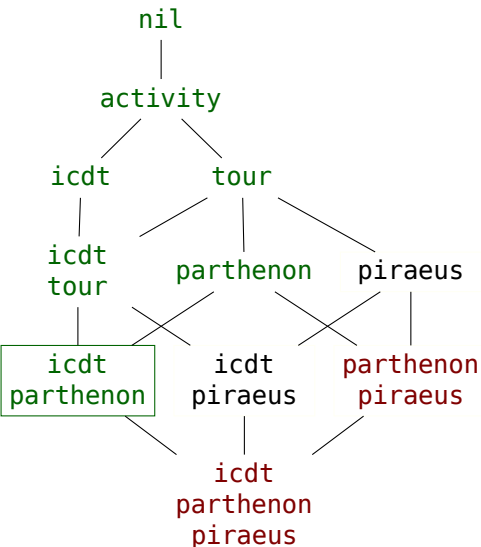 nil
activity
icdt
tour
icdt
tour
parthenon
piraeus
icdt
parthenon
icdt
piraeus
parthenon
piraeus
icdt
parthenon
piraeus